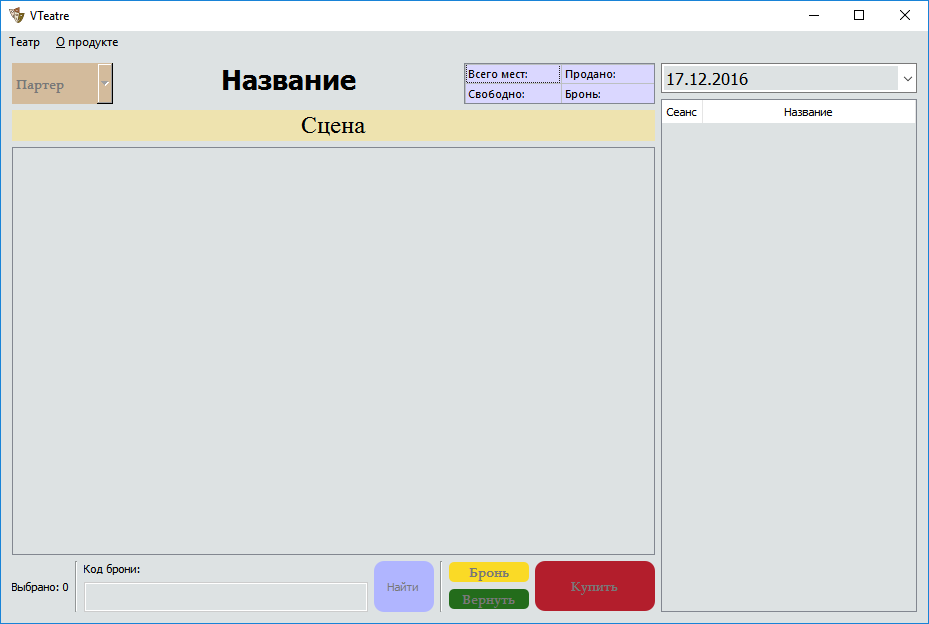 VTeatre
Театр О продукте
Партер
Название
Всего мест: Продано:
Свободно: Бронь:
17.12.2016
Сцена
Сеанс Название
Выбрано: 0
Код брони:
Найти
Бронь
Вернуть
Купить